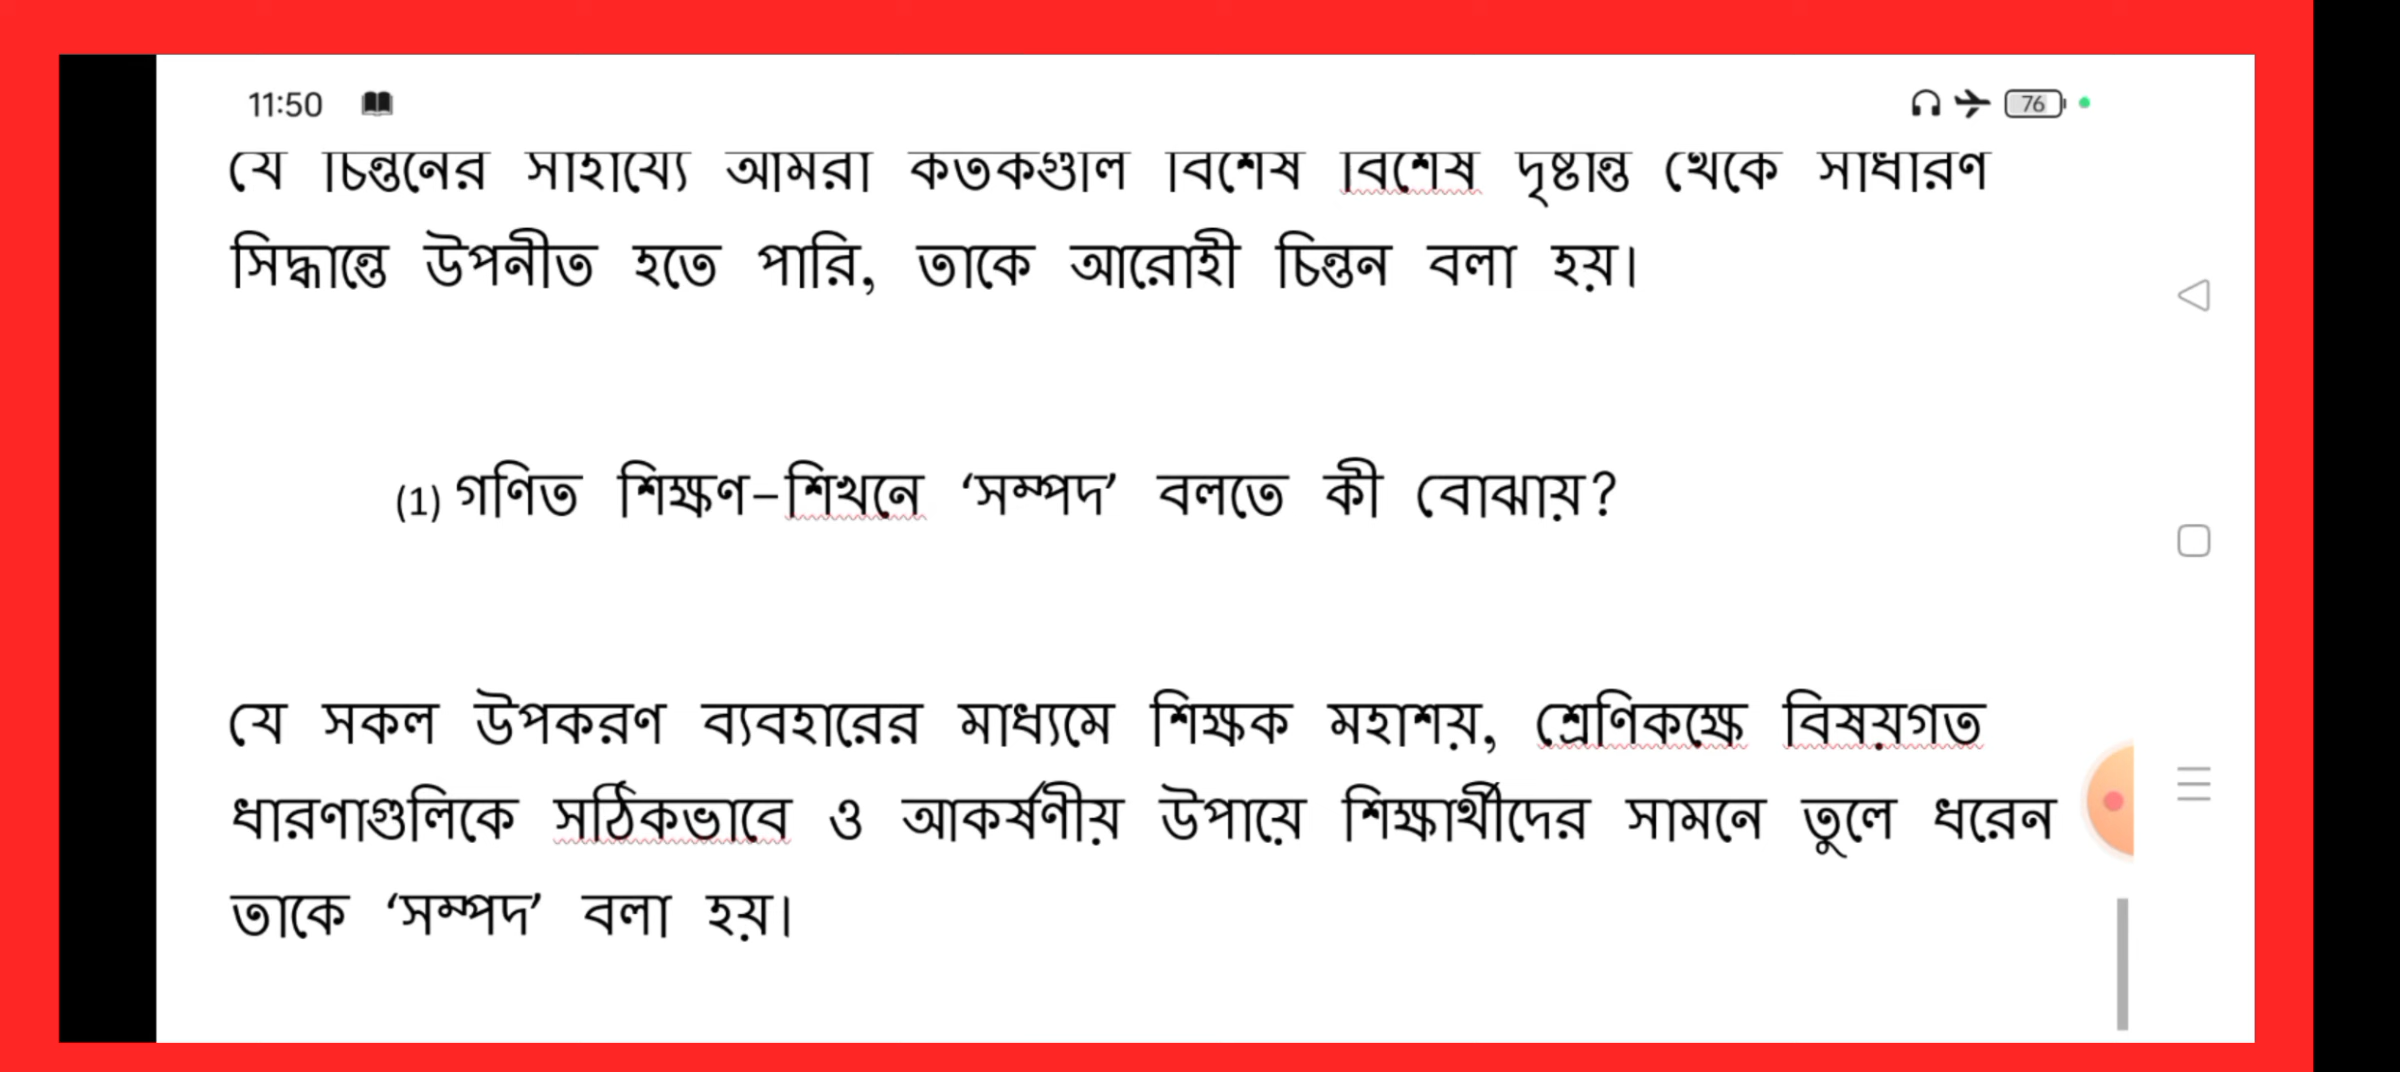 11:50 76
যে চিন্তনের সাহায্যে আমরা কতকগুলি বিশেষ বিশেষ দৃষ্টান্ত থেকে সাধারণ
সিদ্ধান্তে উপনীত হতে পারি, তাকে আরোহী চিন্তন বলা হয়।
(1) গণিত শিক্ষণ-শিখনে ‘সম্পদ’ বলতে কী বোঝায়?
যে সকল উপকরণ ব্যবহারের মাধ্যমে শিক্ষক মহাশয়, শ্রেণিকক্ষে বিষয়গত
ধারণাগুলিকে সঠিকভাবে ও আকর্ষণীয় উপায়ে শিক্ষার্থীদের সামনে তুলে ধরেন
তাকে ‘সম্পদ’ বলা হয়।